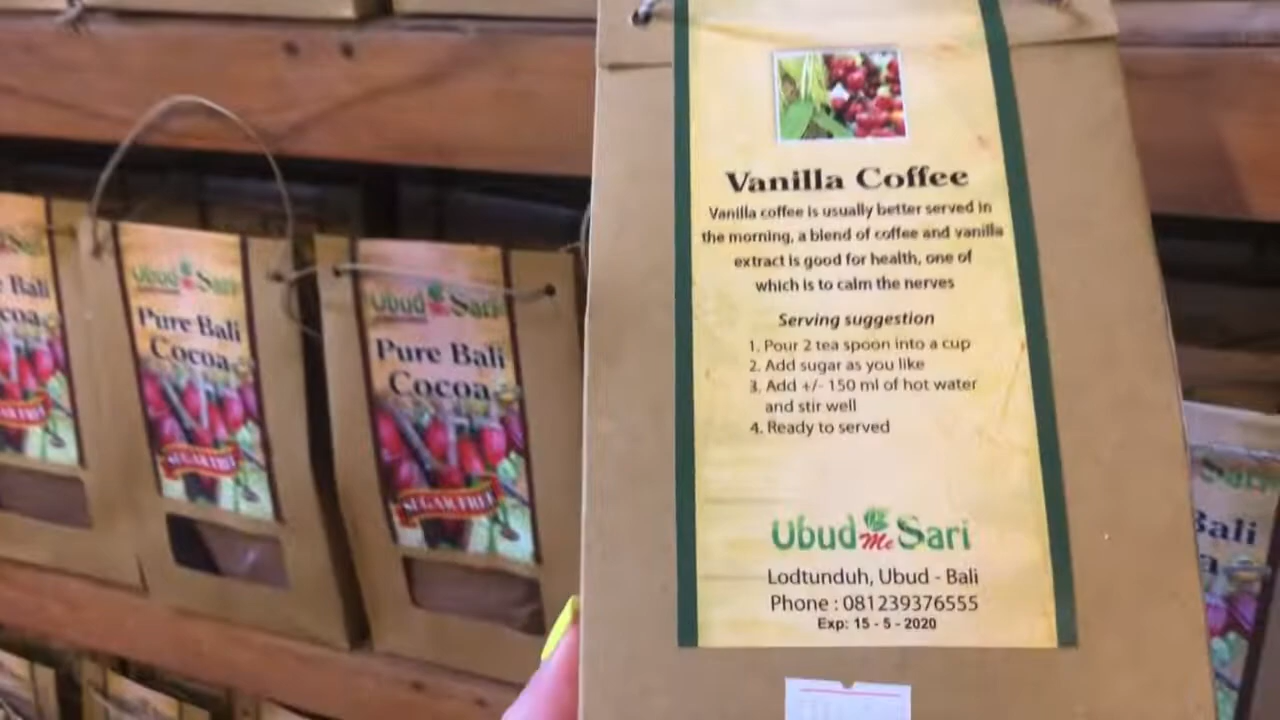 Vanilla Coffee
Vanilla coffee is usually better served in
the morning, a blend of coffee and vanilla
extract is good for health, one of
which is to calm the nerves
Serving suggestion
1. Pour 2 tea spoon into a cup
2. Add sugar as you like
3. Add +/- 150 ml of hot water
and stir well
4. Ready to served
Ubud Me Sari
Lodtunduh, Ubud - Bali
Phone : 081239376555
Exp: 15 - 5 - 2020
Ubud Sari
Pure Bali
Cocoa
SUGAR FREE
Ubud Sari
Pure Bali
Cocoa
SUGAR FREE
Bali
Bali